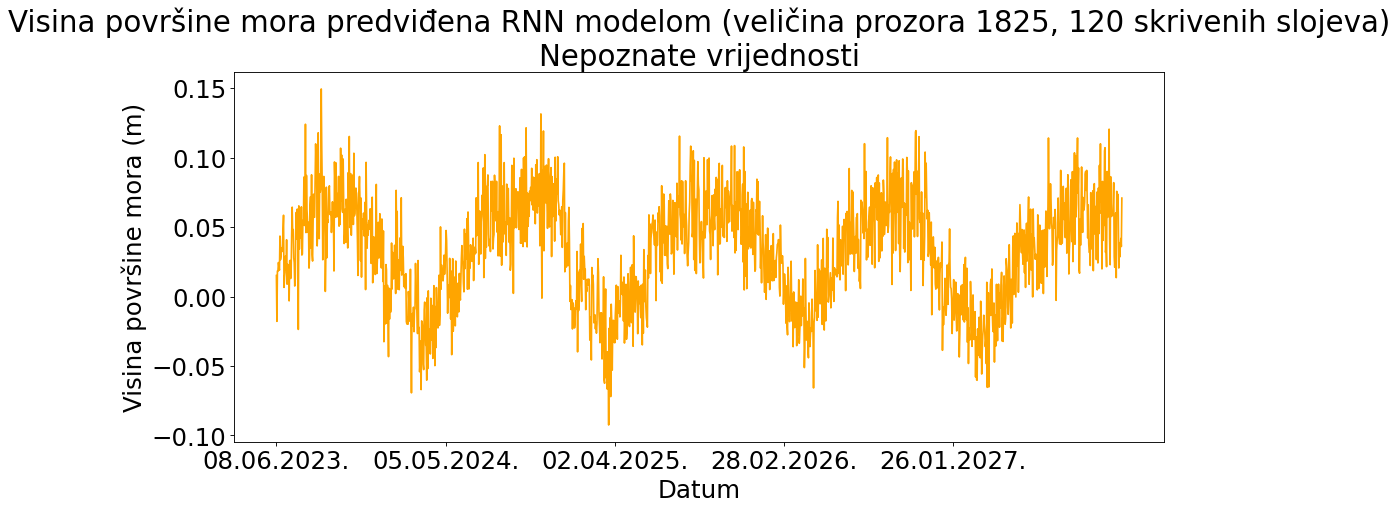 Visina površine mora predviđena RNN modelom (veličina prozora 1825, 120 skrivenih slojeva)
Nepoznate vrijednosti
Visina površine mora (m)
0.15
0.10
0.05
0.00
−0.05
−0.10
08.06.2023. 05.05.2024. 02.04.2025. 28.02.2026. 26.01.2027.
Datum